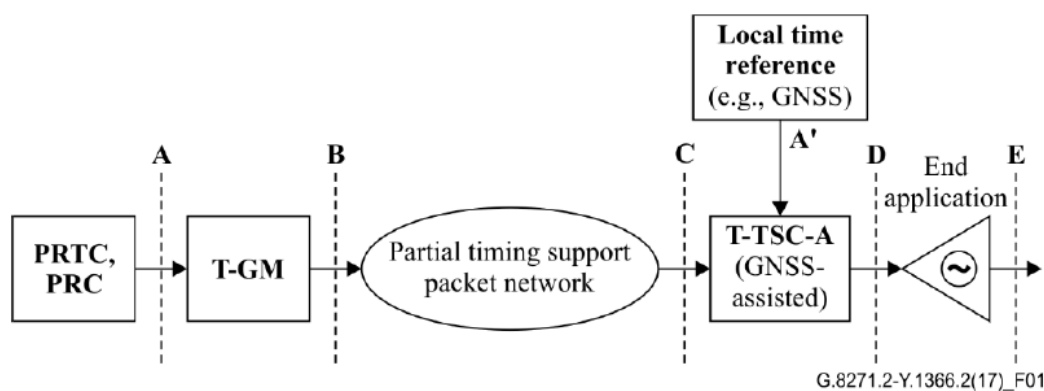 Local time
reference
(e.g., GNSS)
A
B
C
A'
D
E
End
application
PRTC,
PRC
T-GM
Partial timing support
packet network
T-TSC-A
(GNSS-
assisted)
~
G.8271.2-Y.1366.2(17)_F01